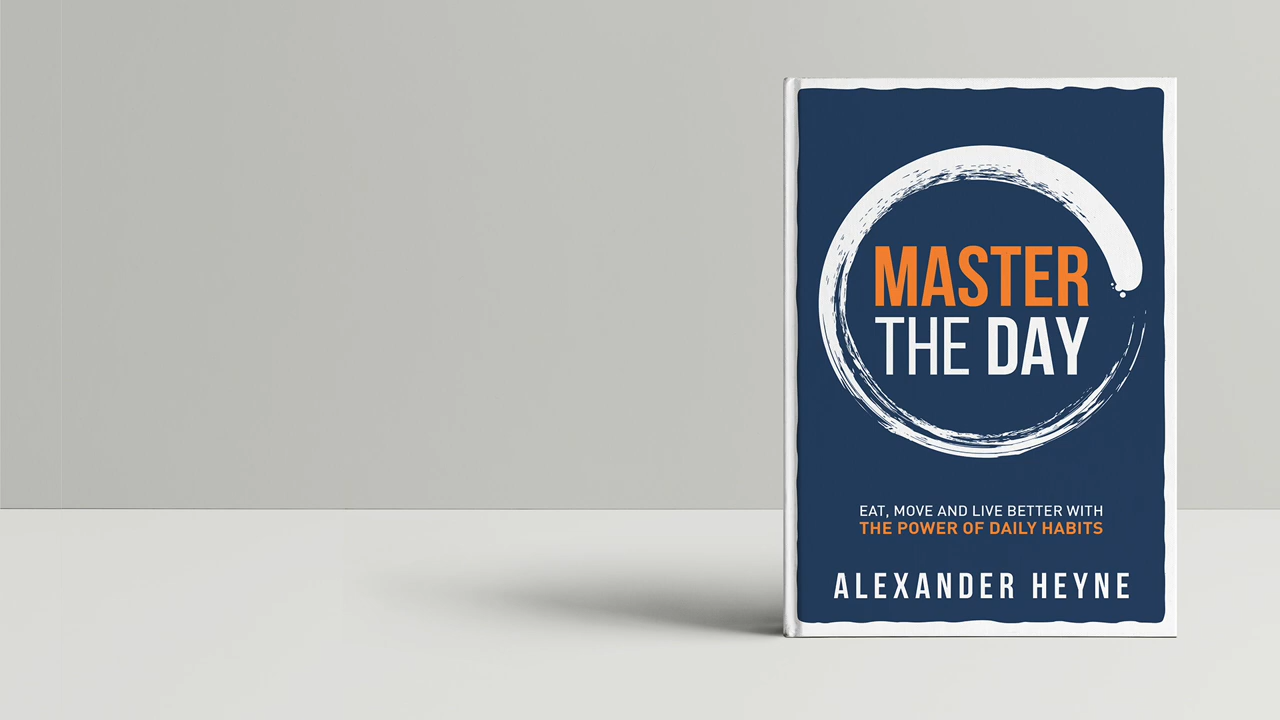 MASTER
THE DAY
EAT, MOVE AND LIVE BETTER WITH
THE POWER OF DAILY HABITS
ALEXANDER HEYNE